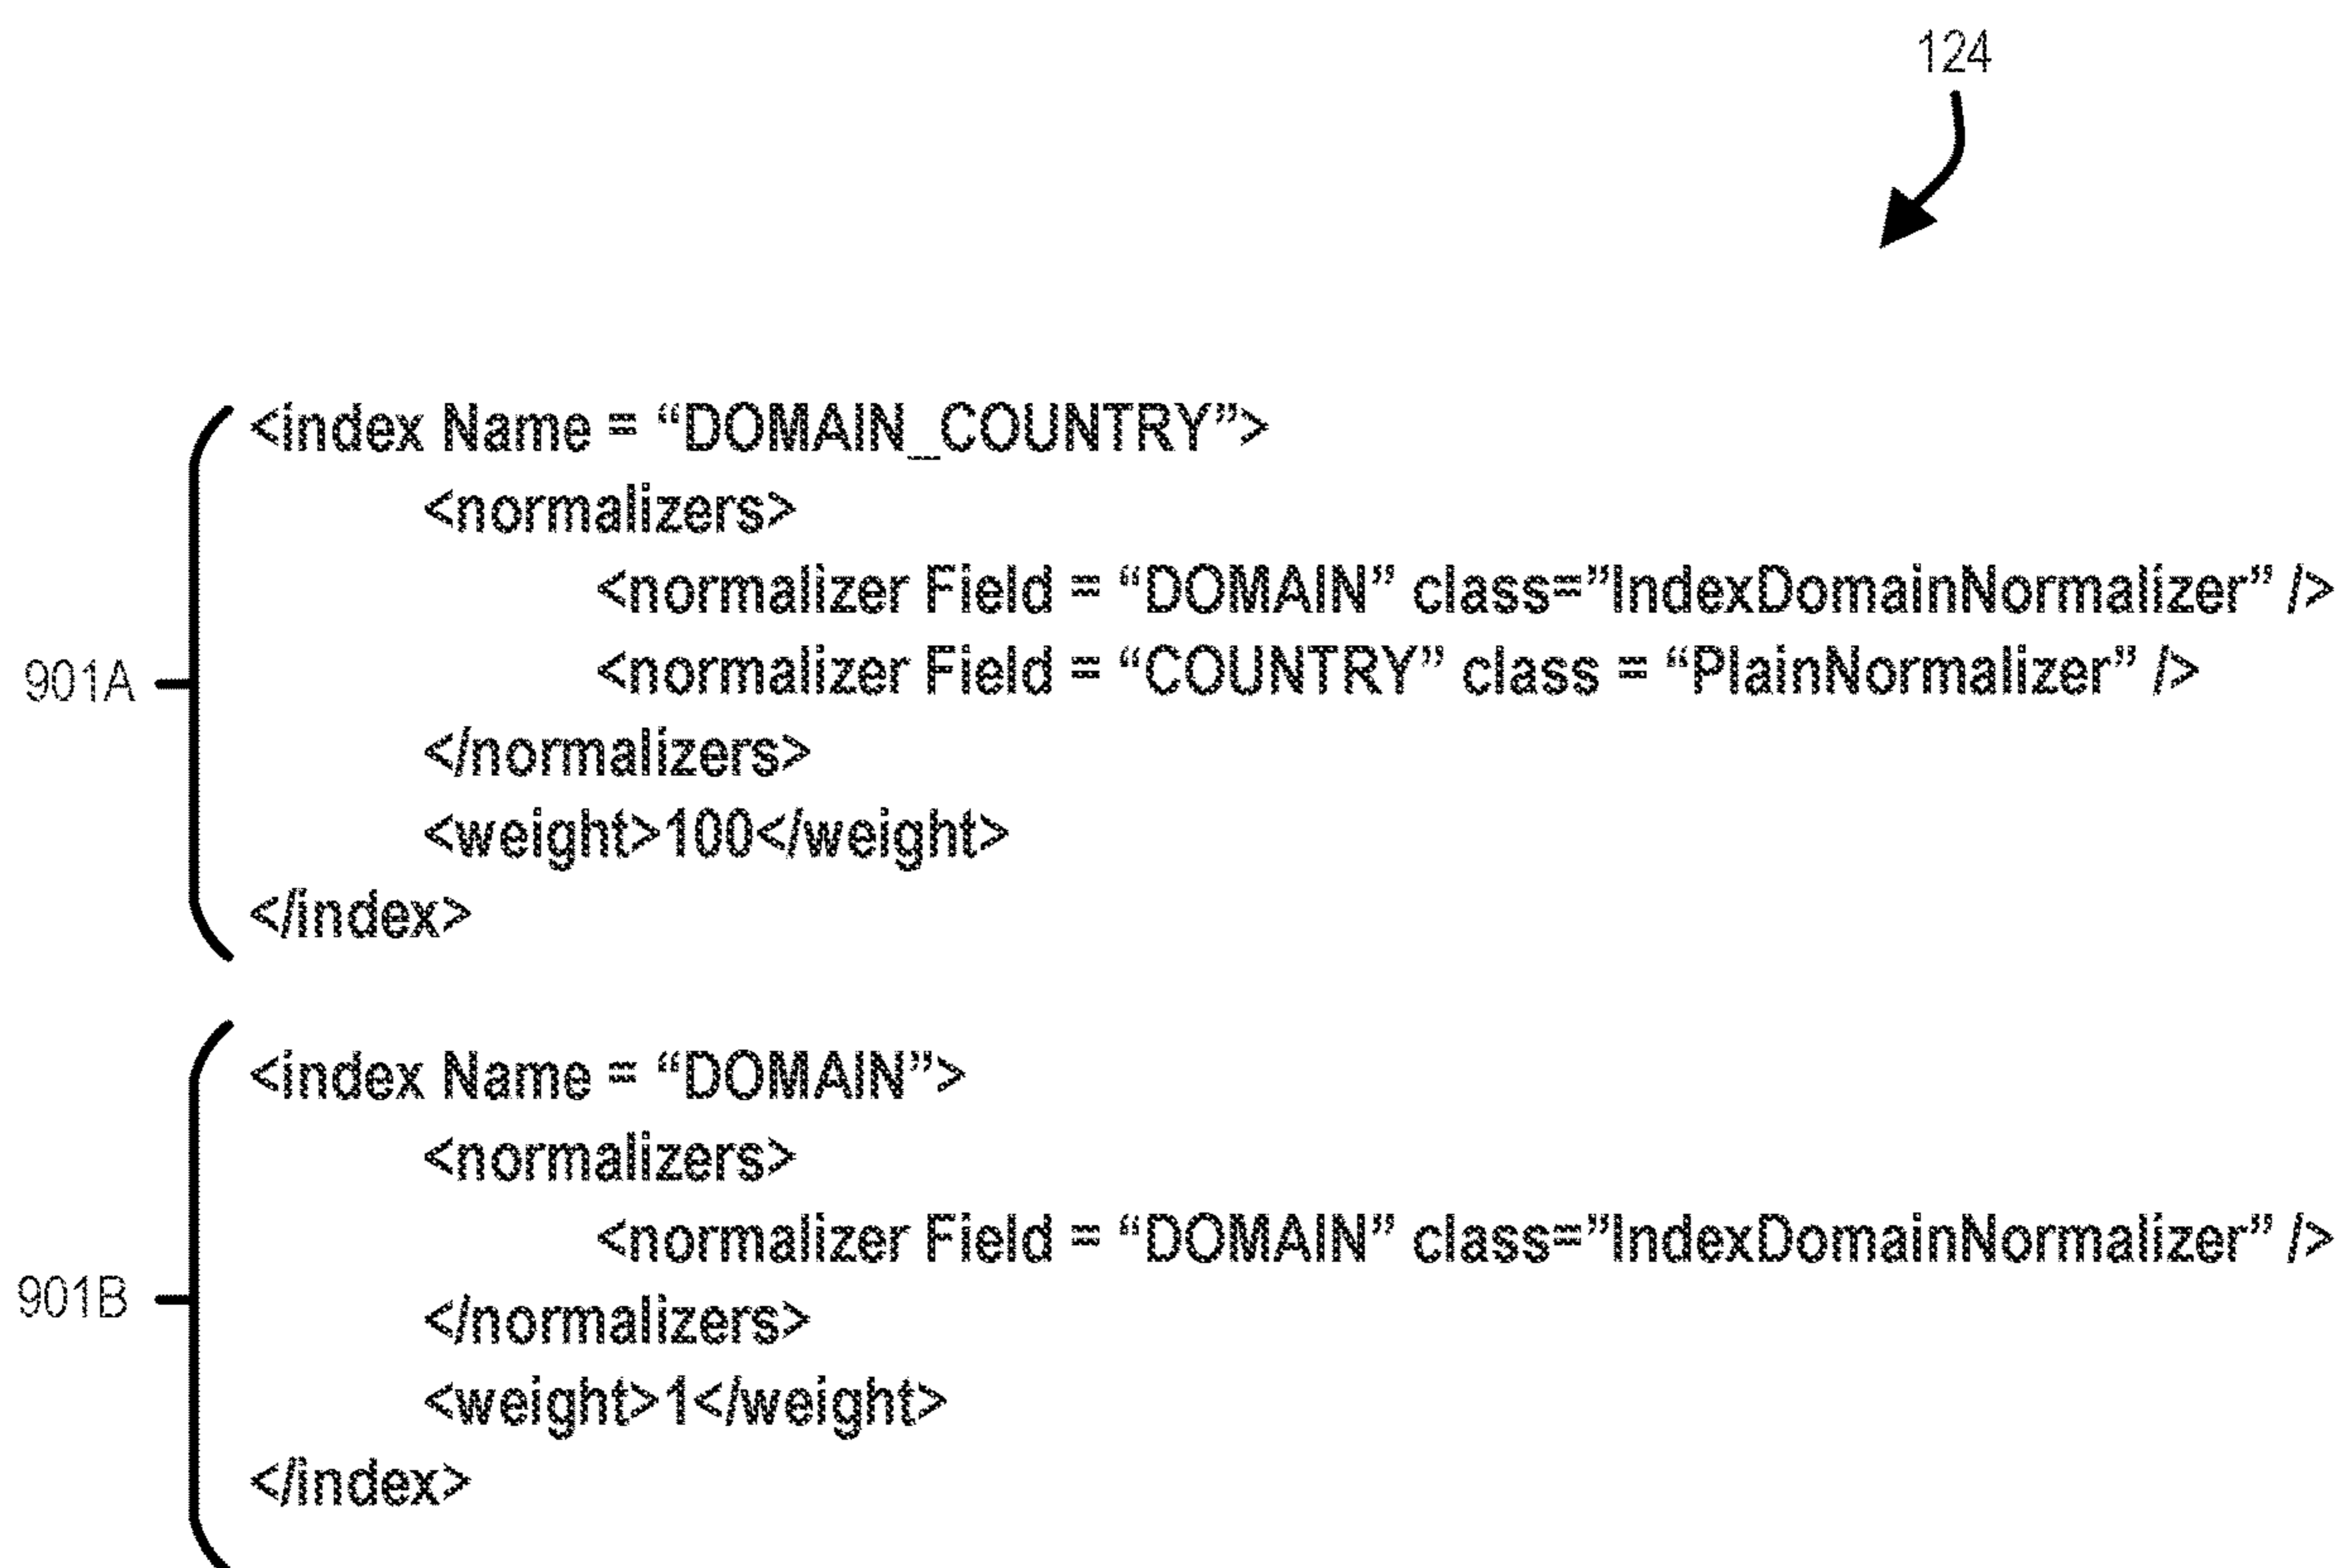 124
<index Name = “DOMAIN_COUNTRY”>
<normalizers>
<normalizer Field = “DOMAIN” class=”IndexDomainNormalizer” />
<normalizer Field = “COUNTRY” class = “PlainNormalizer” />
901A
</normalizers>
<weight>100</weight>
</index>
<index Name = “DOMAIN”>
<normalizers>
<normalizer Field = “DOMAIN” class=”IndexDomainNormalizer” />
901B
</normalizers>
<weight>1</weight>
</index>